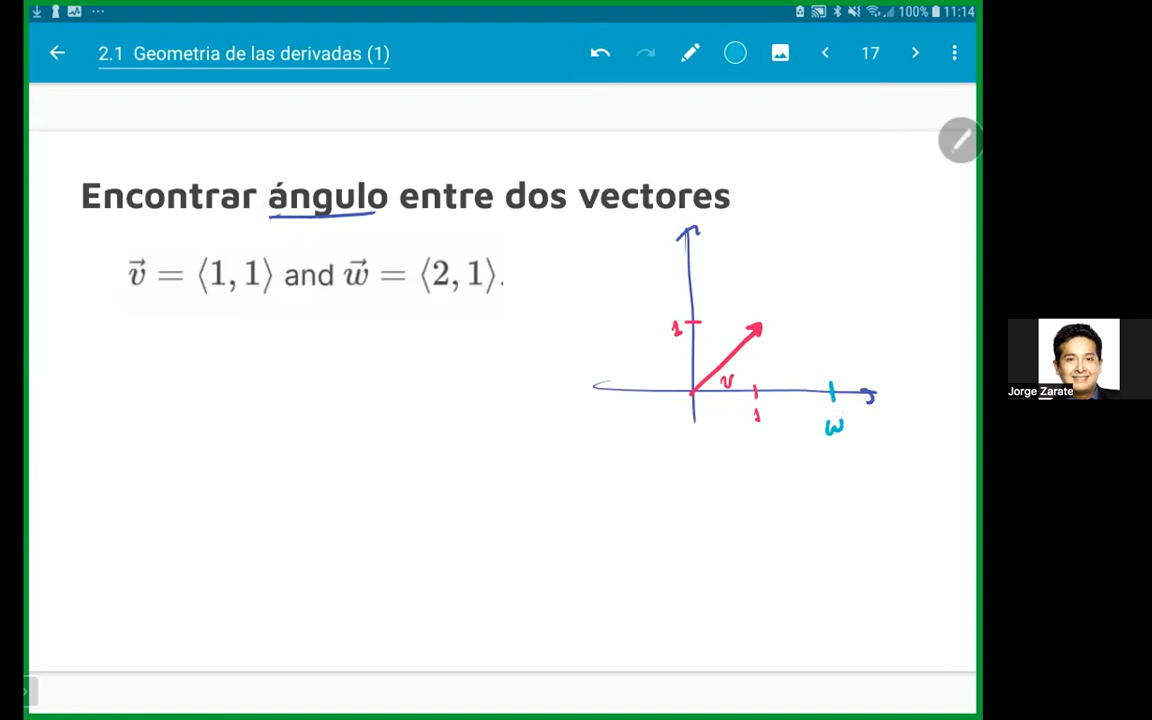 100% 11:14
2.1 Geometria de las derivadas (1)
17
Encontrar ángulo entre dos vectores
v⃗ = ⟨1, 1⟩ and w⃗ = ⟨2, 1⟩.
1
v
1
w
Jorge Zarate